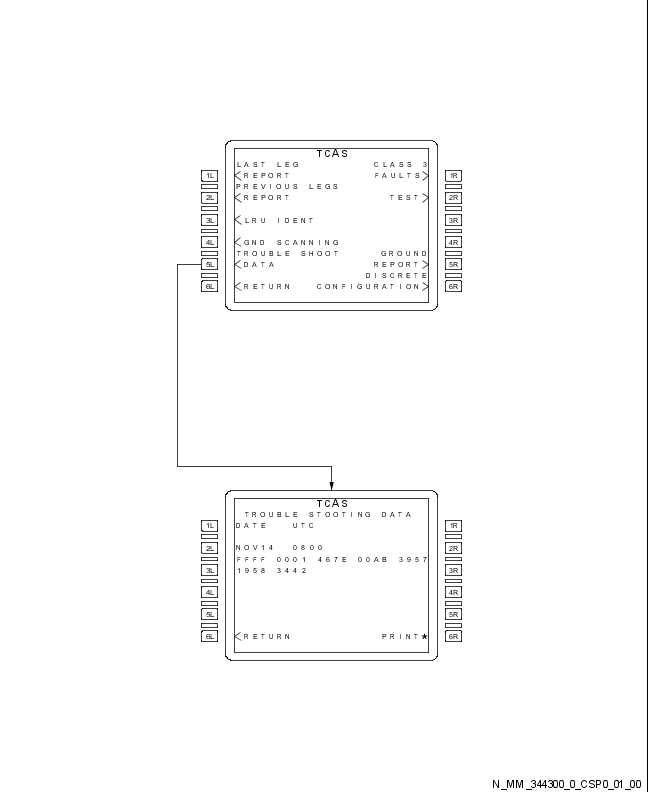 TCAS
LAST LEG CLASS 3
1L <REPORT FAULTS> 1R
PREVIOUS LEGS
2L <REPORT TEST> 2R
3L <LRU IDENT 3R
4L <GND SCANNING 4R
TROUBLE SHOOT GROUND
5L <DATA REPORT> 5R
DISCRETE
6L <RETURN CONFIGURATION> 6R
TCAS
TROUBLE STOOTING DATA
1L DATE UTC 1R
2L NOV14 0800 2R
FFFF 0001 467E 00AB 3957
3L 1958 3442 3R
4L 4R
5L 5R
6L <RETURN PRINT★ 6R
N_MM_344300_0_CSP0_01_00